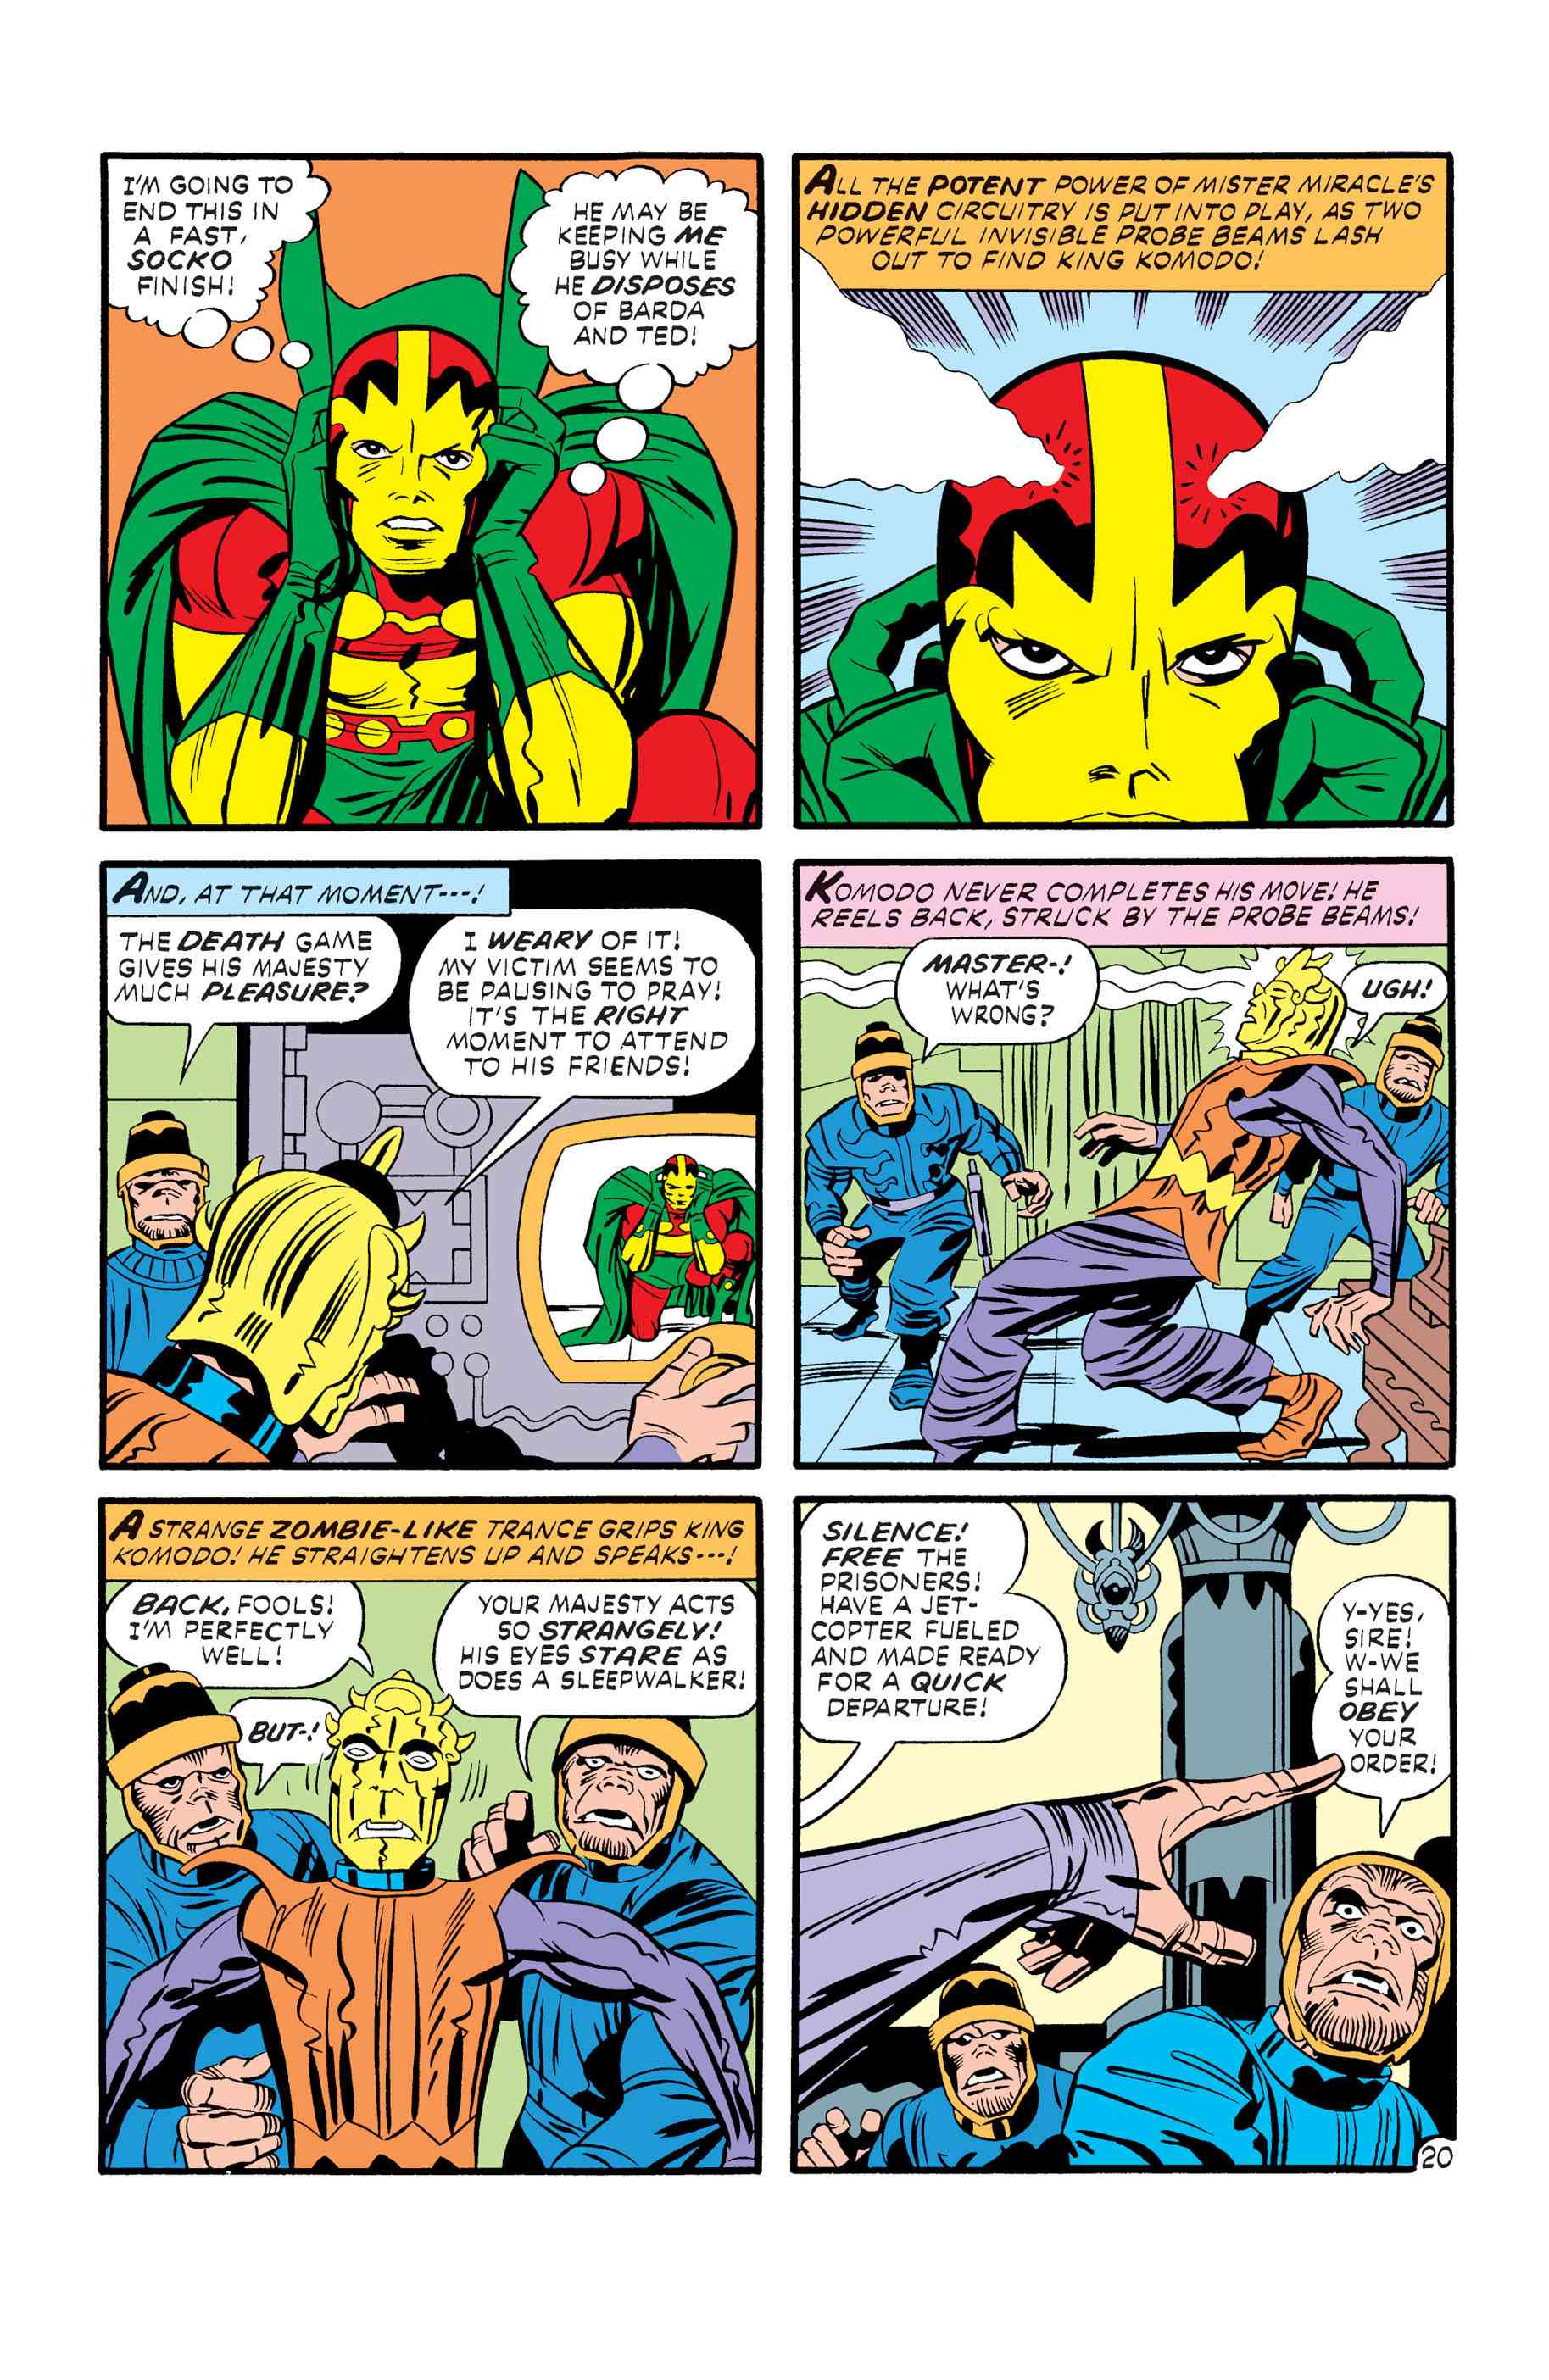 I'M GOING TO
END THIS IN
A FAST,
SOCKO
FINISH!
HE MAY BE
KEEPING ME
BUSY WHILE
HE DISPOSES
OF BARDA
AND TED!
ALL THE POTENT POWER OF MISTER MIRACLE'S
HIDDEN CIRCUITRY IS PUT INTO PLAY, AS TWO
POWERFUL INVISIBLE PROBE BEAMS LASH
OUT TO FIND KING KOMODO!
AND, AT THAT MOMENT---!
THE DEATH GAME
GIVES HIS MAJESTY
MUCH PLEASURE?
I WEARY OF IT!
MY VICTIM SEEMS TO
BE PAUSING TO PRAY!
IT'S THE RIGHT
MOMENT TO ATTEND
TO HIS FRIENDS!
KOMODO NEVER COMPLETES HIS MOVE! HE
REELS BACK, STRUCK BY THE PROBE BEAMS!
MASTER-!
WHAT'S
WRONG?
UGH!
A STRANGE ZOMBIE-LIKE TRANCE GRIPS KING
KOMODO! HE STRAIGHTENS UP AND SPEAKS---!
BACK, FOOLS!
I'M PERFECTLY
WELL!
BUT-!
YOUR MAJESTY ACTS
SO STRANGELY!
HIS EYES STARE AS
DOES A SLEEPWALKER!
SILENCE!
FREE THE
PRISONERS!
HAVE A JET-
COPTER FUELED
AND MADE READY
FOR A QUICK
DEPARTURE!
Y-YES,
SIRE!
W-WE
SHALL
OBEY
YOUR
ORDER!
20